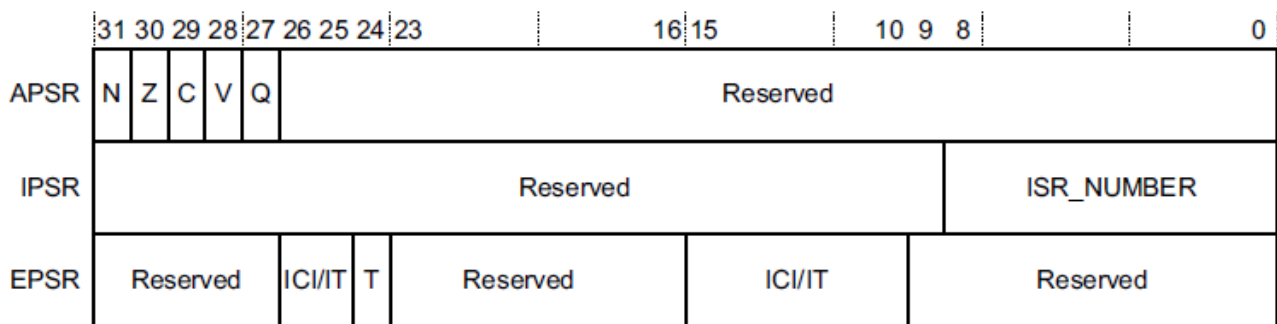 31 30 29 28 27 26 25 24 23 16 15 10 9 8 0
APSR N Z C V Q Reserved
IPSR Reserved ISR_NUMBER
EPSR Reserved ICI/IT T Reserved ICI/IT Reserved